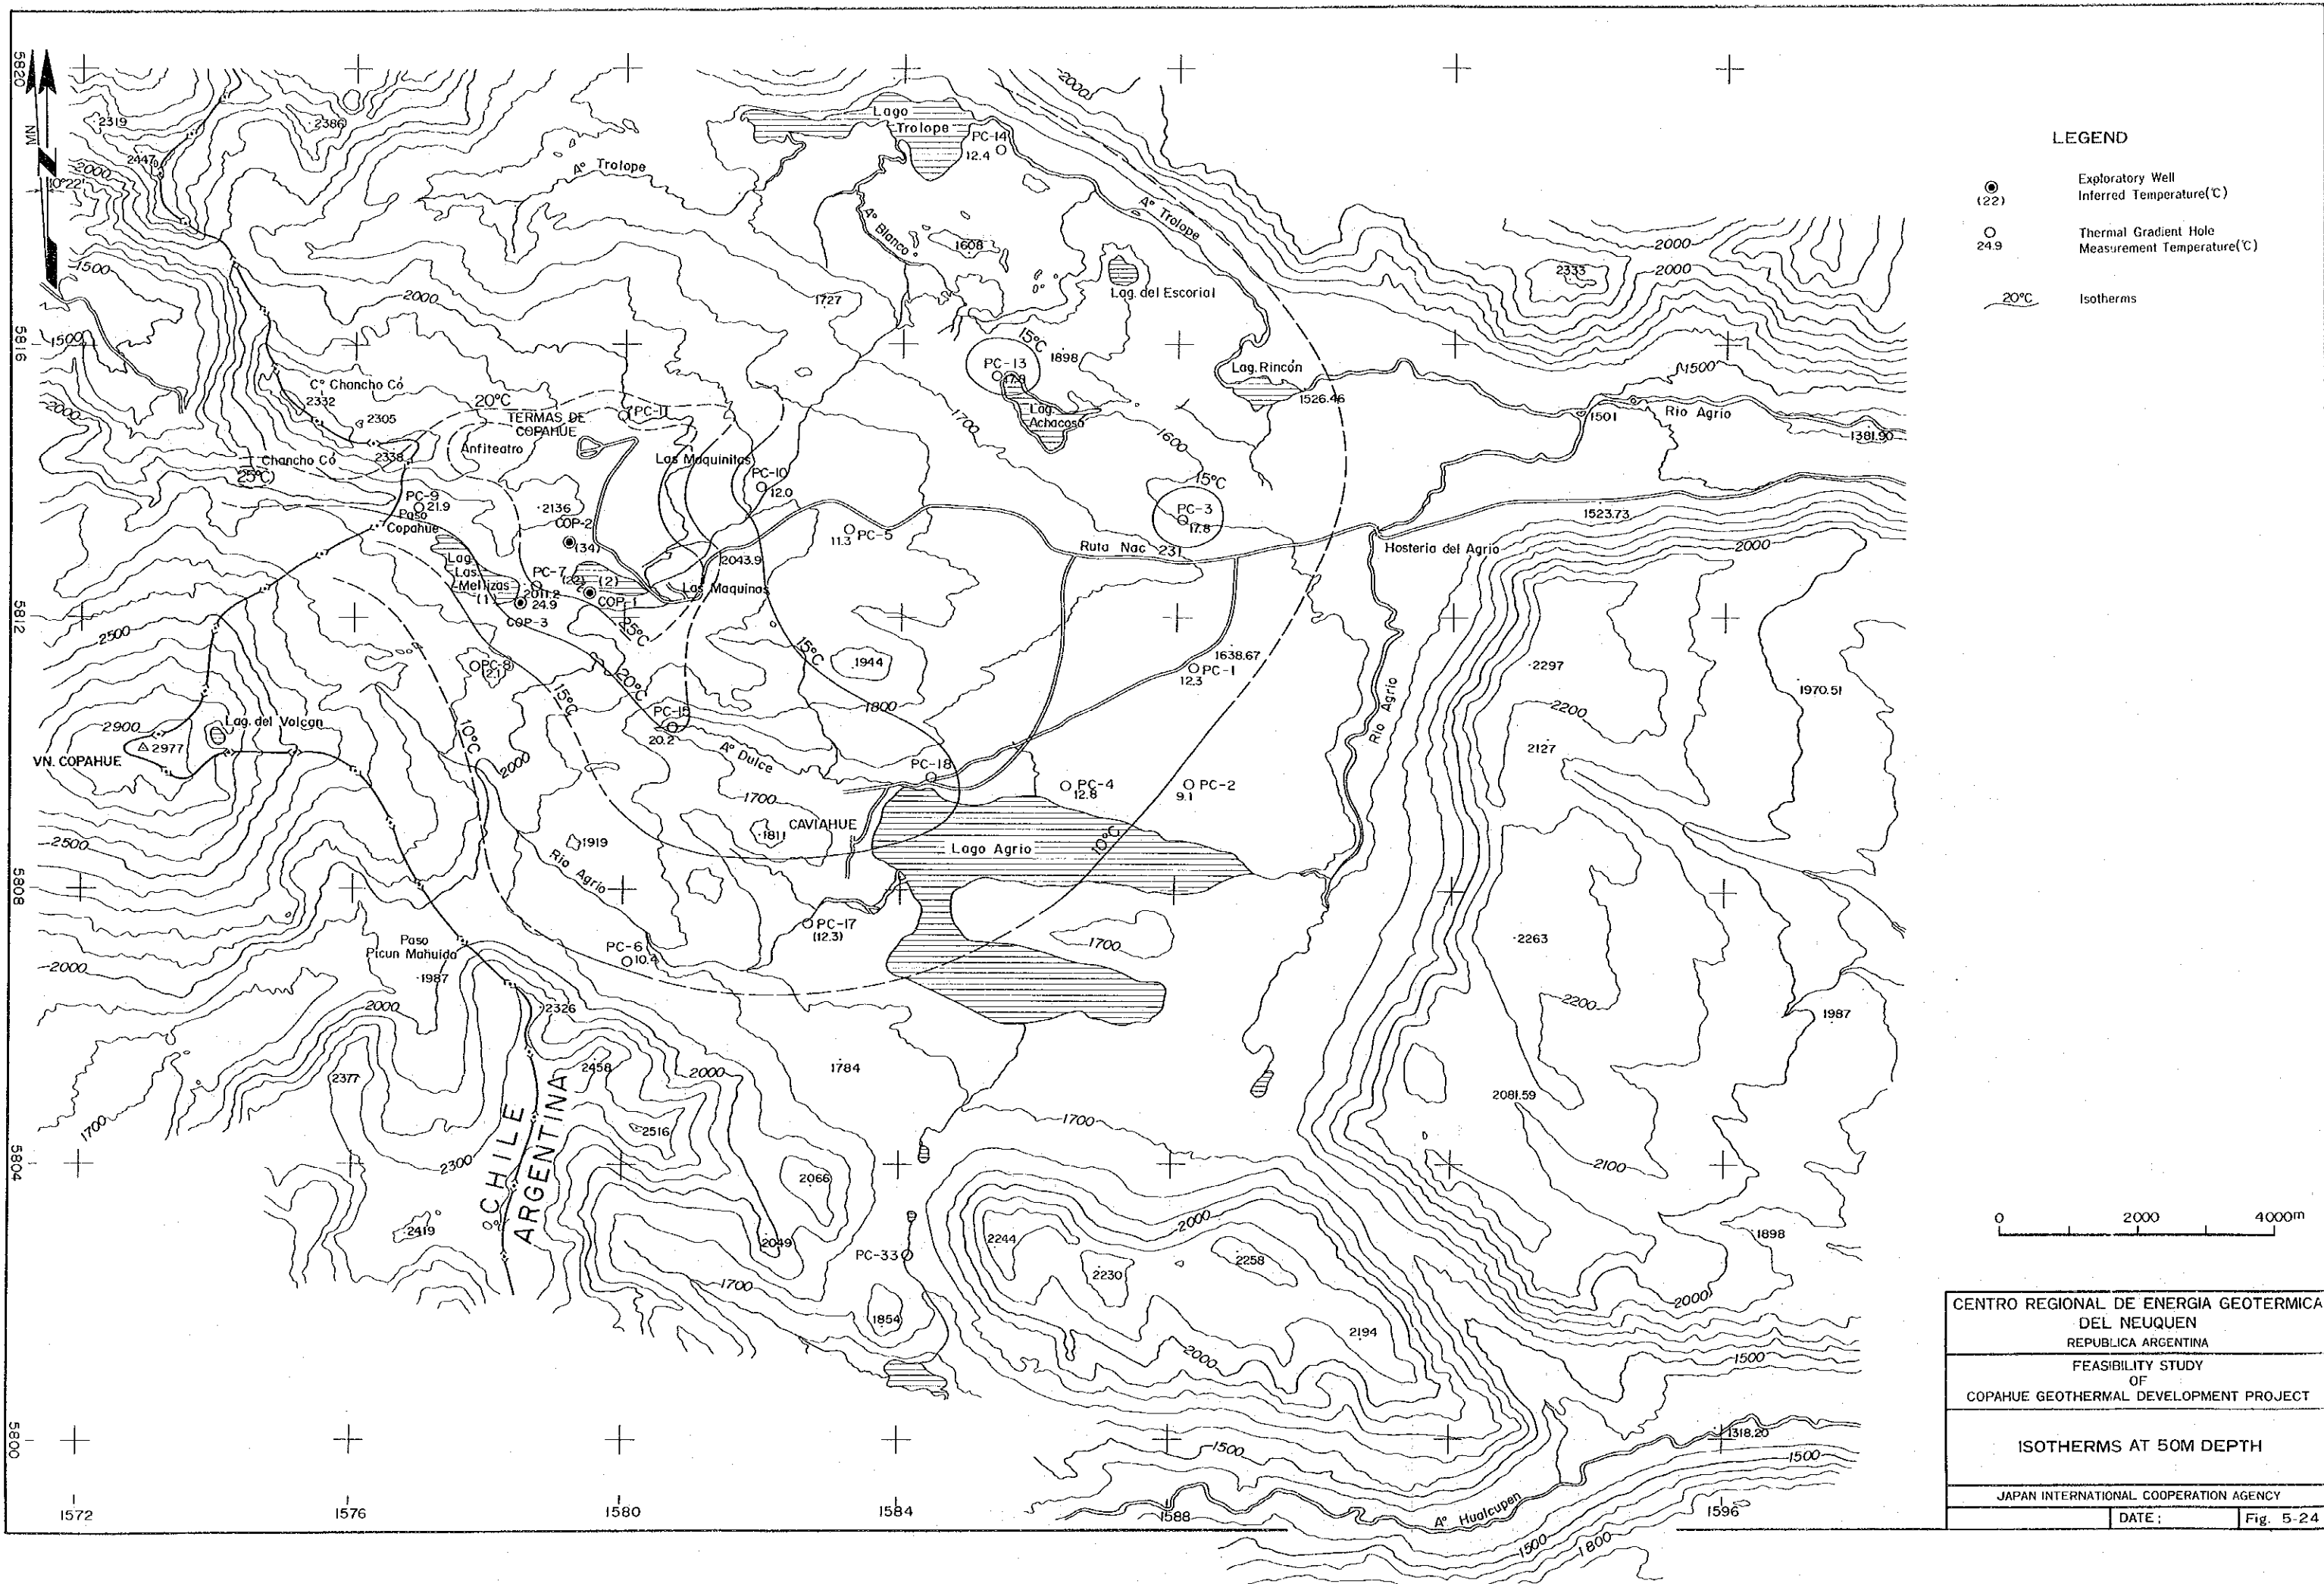 5820
NM
10°22'
2319
2386
2447
2000
2000
Lago
Trolope
PC-14
12.4
A° Trolope
A° Trolope
A° Blanco
1608
1500
2000
1727
Lag. del Escorial
2000
2333
2000
LEGEND
Exploratory Well
(22) Inferred Temperature(℃)
Thermal Gradient Hole
24.9 Measurement Temperature(℃)
20°C Isotherms
5816
1500
15°C
PC-13
1898
Lag. Rincón
1526.46
1500
C° Chancho Có
2332
2305
20°C
TERMAS DE
COPAHUE
PC-11
Lag.
Achacosa
1700
1600
1501
Rio Agrio
1381.90
2000
Anfiteatro
Chancho Có
2338
(25°C)
Las Maquinitas
PC-10
12.0
15°C
PC-3
17.8
PC-9
21.9
Paso
Copahue
2136
COP-2
(34)
11.3
PC-5
2043.9
Ruta Nac 231
1523.73
Hosteria del Agrio
2000
Lag.
Las
Mellizas
(1)
PC-7
2011.2
24.9
(22)
(2)
COP-1
COP-3
Las Maquinas
5812
2500
25°C
15°C
1944
1638.67
PC-1
12.3
2297
1970.51
PC-8
12.1
20°C
15°C
2900
2977
VN. COPAHUE
Lag. del Volcan
10°C
2000
PC-15
20.2
A° Dulce
1800
Rio Agrio
2200
2127
PC-18
PC-4
12.8
PC-2
9.1
1700
1811
CAVIAHUE
Lago Agrio
10°C
2500
1919
Rio Agrio
5808
PC-17
(12.3)
PC-6
10.4
1700
2263
Paso
Picun Mahuida
1987
2000
2000
2326
2200
1987
2377
2458
2000
1784
2081.59
1700
2516
1700
5804
2300
CHILE
ARGENTINA
2066
2100
2419
2049
PC-33
2244
2000
2258
2230
1898
0 2000 4000m
1700
1854
2194
2000
2000
1500
CENTRO REGIONAL DE ENERGIA GEOTERMICA
DEL NEUQUEN
REPUBLICA ARGENTINA
FEASIBILITY STUDY
OF
COPAHUE GEOTHERMAL DEVELOPMENT PROJECT
5800
1500
1318.20
1500
ISOTHERMS AT 50M DEPTH
JAPAN INTERNATIONAL COOPERATION AGENCY
1572
1576
1580
1584
1588
A° Hualcupen
1596
DATE :
Fig. 5-24
1500
1800